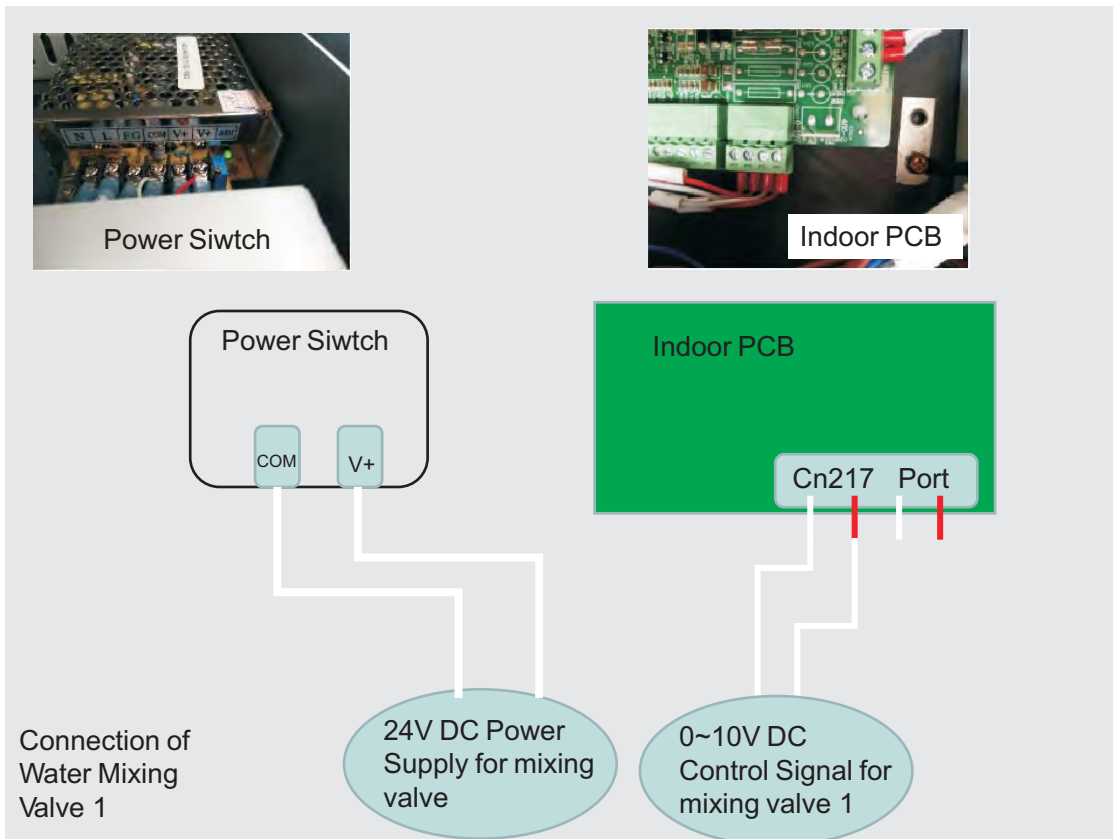 N L FG COM V+ V+ ADJ
Power Siwtch
Indoor PCB
Power Siwtch
COM
V+
Indoor PCB
Cn217 Port
Connection of
Water Mixing
Valve 1
24V DC Power
Supply for mixing
valve
0~10V DC
Control Signal for
mixing valve 1